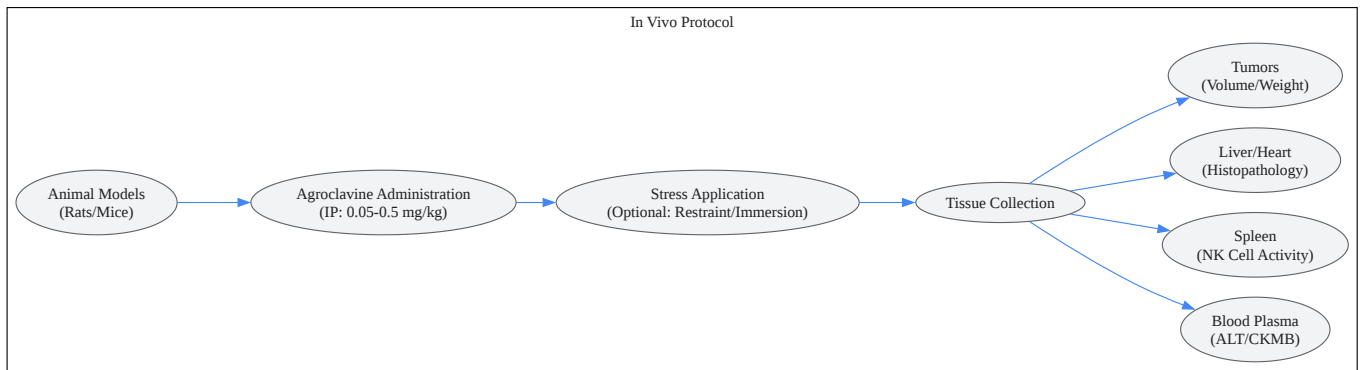 In Vivo Protocol
Animal Models
(Rats/Mice)
Agroclavine Administration
(IP: 0.05-0.5 mg/kg)
Stress Application
(Optional: Restraint/Immersion)
Tissue Collection
Tumors
(Volume/Weight)
Liver/Heart
(Histopathology)
Spleen
(NK Cell Activity)
Blood Plasma
(ALT/CKMB)